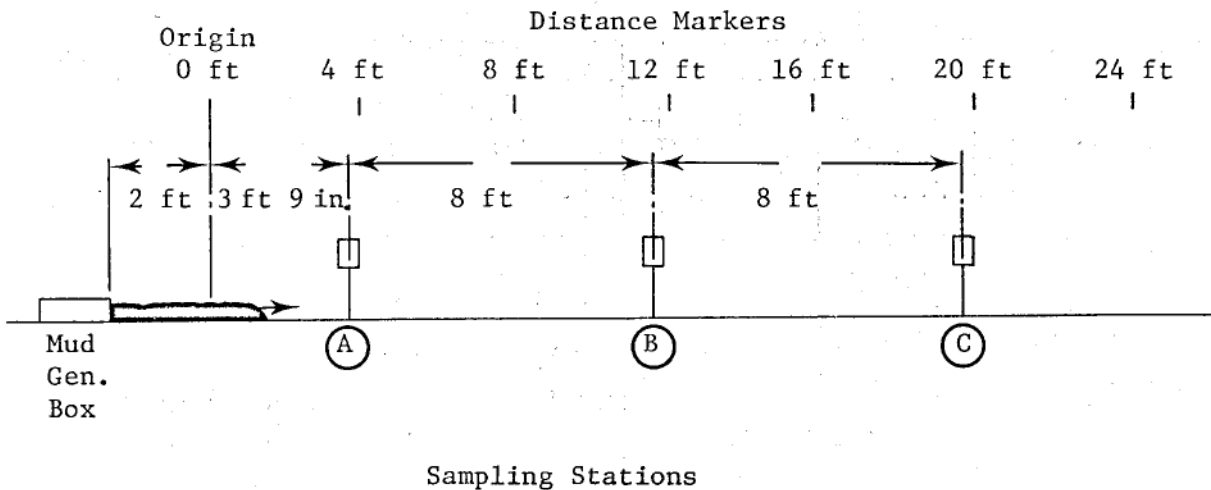 Distance Markers
Origin
0 ft 4 ft 8 ft 12 ft 16 ft 20 ft 24 ft
2 ft 3 ft 9 in. 8 ft 8 ft
A B C
Mud
Gen.
Box
Sampling Stations